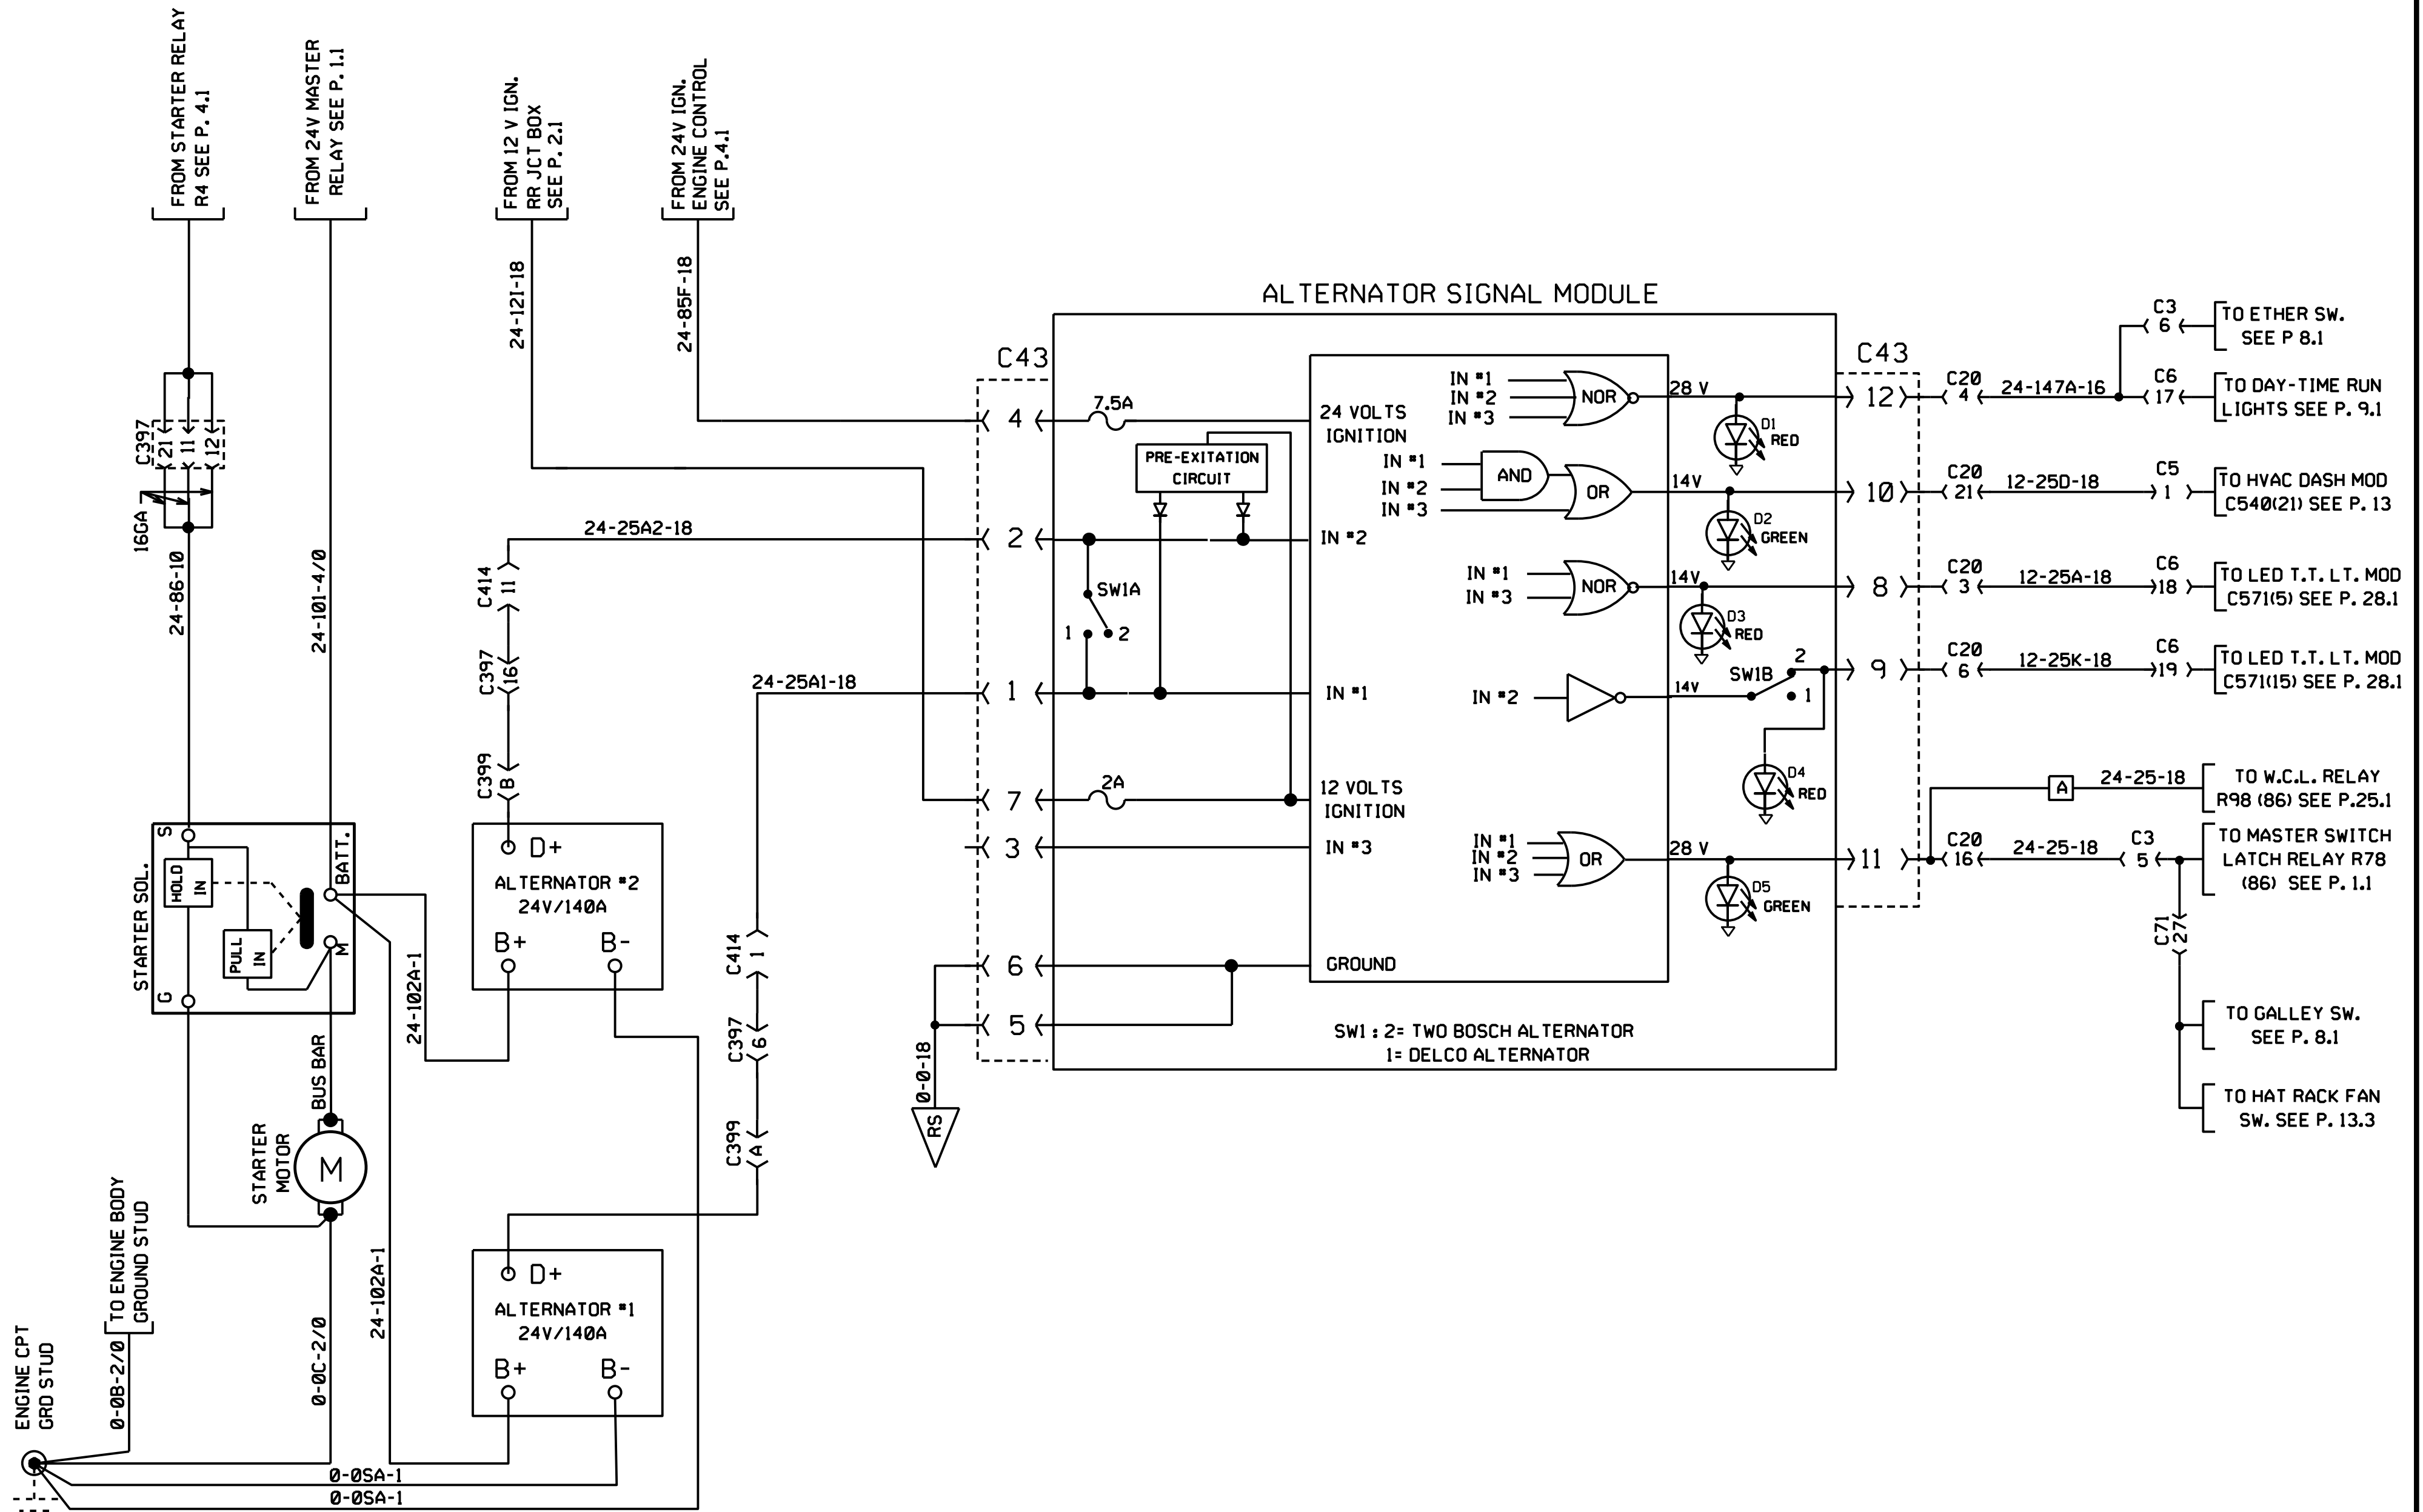 FROM STARTER RELAY
R4 SEE P. 4.1
FROM 24V MASTER
RELAY SEE P. 1.1
FROM 12 V IGN.
RR JCT BOX
SEE P. 2.1
FROM 24V IGN.
ENGINE CONTROL
SEE P.4.1
24-12I-18
24-85F-18
C397
21
11
12
16GA
24-86-10
24-101-4/0
24-25A2-18
C414
11
C397
16
C399
B
24-25A1-18
C414
1
C397
6
C399
A
STARTER SOL.
S
HOLD
IN
PULL
IN
BATT.
M
G
24-102A-1
BUS BAR
STARTER
MOTOR
M
D+
ALTERNATOR #2
24V/140A
B+
B-
D+
ALTERNATOR #1
24V/140A
B+
B-
TO ENGINE BODY
GROUND STUD
ENGINE CPT
GRD STUD
0-0B-2/0
0-0C-2/0
24-102A-1
0-0SA-1
0-0SA-1
0-0-18
RS
ALTERNATOR SIGNAL MODULE
C43
4
2
1
7
3
6
5
7.5A
PRE-EXITATION
CIRCUIT
SW1A
1
2
2A
24 VOLTS
IGNITION
IN #2
IN #1
12 VOLTS
IGNITION
IN #3
GROUND
IN #1
IN #2
IN #3
NOR
28 V
D1
RED
IN #1
IN #2
IN #3
AND
OR
14V
D2
GREEN
IN #1
IN #3
NOR
14V
D3
RED
IN #2
14V
SW1B
2
1
D4
RED
IN #1
IN #2
IN #3
OR
28 V
D5
GREEN
SW1 : 2= TWO BOSCH ALTERNATOR
1= DELCO ALTERNATOR
C43
12
10
8
9
11
C20
4
24-147A-16
C3
6
TO ETHER SW.
SEE P 8.1
C6
17
TO DAY-TIME RUN
LIGHTS SEE P. 9.1
C20
21
12-25D-18
C5
1
TO HVAC DASH MOD
C540(21) SEE P. 13
C20
3
12-25A-18
C6
18
TO LED T.T. LT. MOD
C571(5) SEE P. 28.1
C20
6
12-25K-18
C6
19
TO LED T.T. LT. MOD
C571(15) SEE P. 28.1
A
24-25-18
TO W.C.L. RELAY
R98 (86) SEE P.25.1
C20
16
24-25-18
C3
5
TO MASTER SWITCH
LATCH RELAY R78
(86) SEE P. 1.1
C71
27
TO GALLEY SW.
SEE P. 8.1
TO HAT RACK FAN
SW. SEE P. 13.3